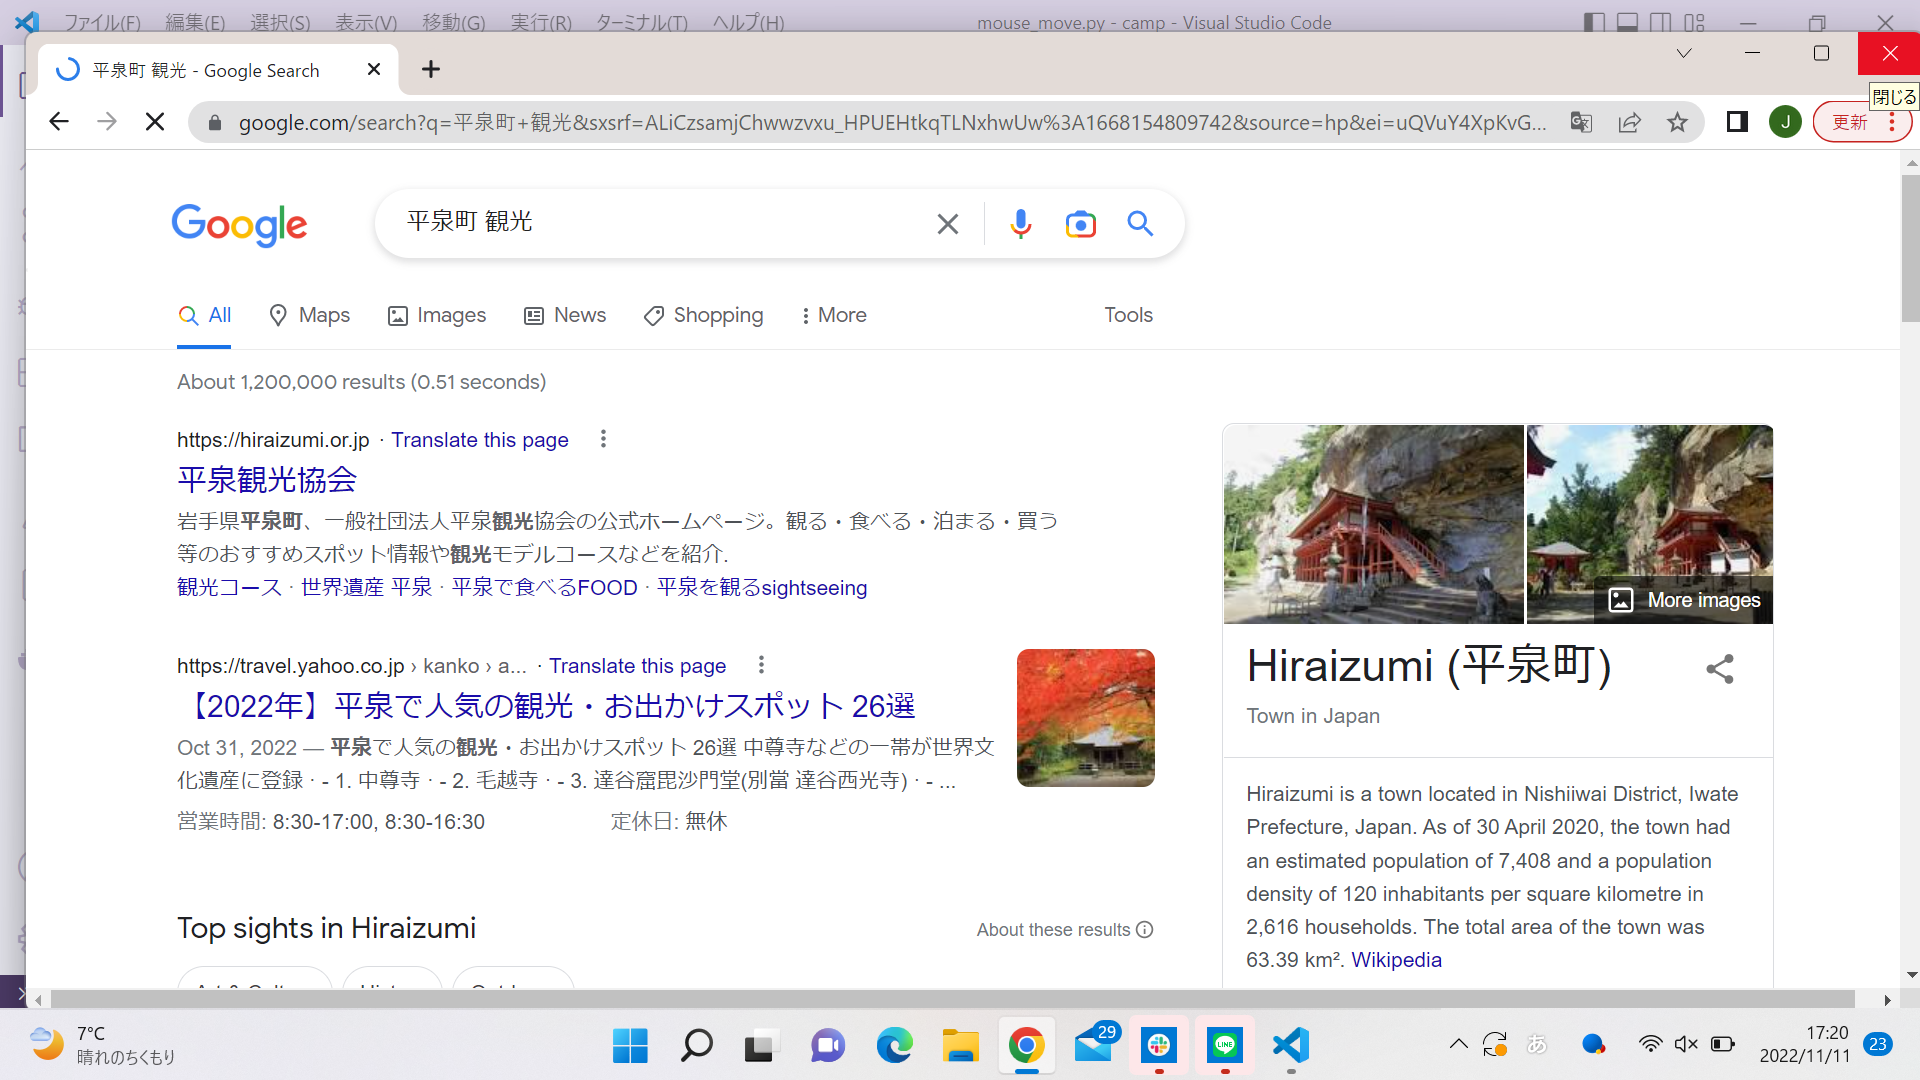 ファイル(F) 編集(E) 選択(S) 表示(V) 移動(G) 実行(R) ターミナル(T) ヘルプ(H) mouse_move.py - camp - Visual Studio Code
平泉町 観光 - Google Search
閉じる
google.com/search?q=平泉町+観光&sxsrf=ALiCzsamjChwwzvxu_HPUEHtkqTLNxhwUw%3A1668154809742&source=hp&ei=uQVuY4XpKvG... J 更新
Google 平泉町 観光
All Maps Images News Shopping More Tools
About 1,200,000 results (0.51 seconds)
https://hiraizumi.or.jp · Translate this page
平泉観光協会
岩手県平泉町、一般社団法人平泉観光協会の公式ホームページ。観る・食べる・泊まる・買う
等のおすすめスポット情報や観光モデルコースなどを紹介.
観光コース · 世界遺産 平泉 · 平泉で食べるFOOD · 平泉を観るsightseeing
https://travel.yahoo.co.jp › kanko › a... · Translate this page
【2022年】平泉で人気の観光・お出かけスポット 26選
Oct 31, 2022 — 平泉で人気の観光・お出かけスポット 26選 中尊寺などの一帯が世界文
化遺産に登録 · - 1. 中尊寺 · - 2. 毛越寺 · - 3. 達谷窟毘沙門堂(別當 達谷西光寺) · - ...
営業時間: 8:30-17:00, 8:30-16:30 定休日: 無休
Top sights in Hiraizumi About these results
More images
Hiraizumi (平泉町)
Town in Japan
Hiraizumi is a town located in Nishiiwai District, Iwate
Prefecture, Japan. As of 30 April 2020, the town had
an estimated population of 7,408 and a population
density of 120 inhabitants per square kilometre in
2,616 households. The total area of the town was
63.39 km². Wikipedia
7°C
晴れのちくもり
29
LINE
あ
17:20
2022/11/11
23